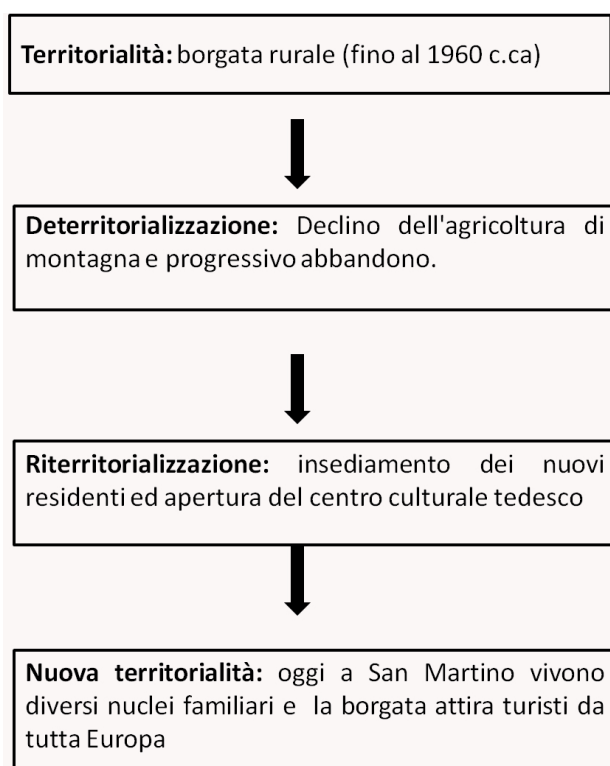 Territorialità: borgata rurale (fino al 1960 c.ca)
Deterritorializzazione: Declino dell'agricoltura di
montagna e progressivo abbandono.
Riterritorializzazione: insediamento dei nuovi
residenti ed apertura del centro culturale tedesco
Nuova territorialità: oggi a San Martino vivono
diversi nuclei familiari e la borgata attira turisti da
tutta Europa